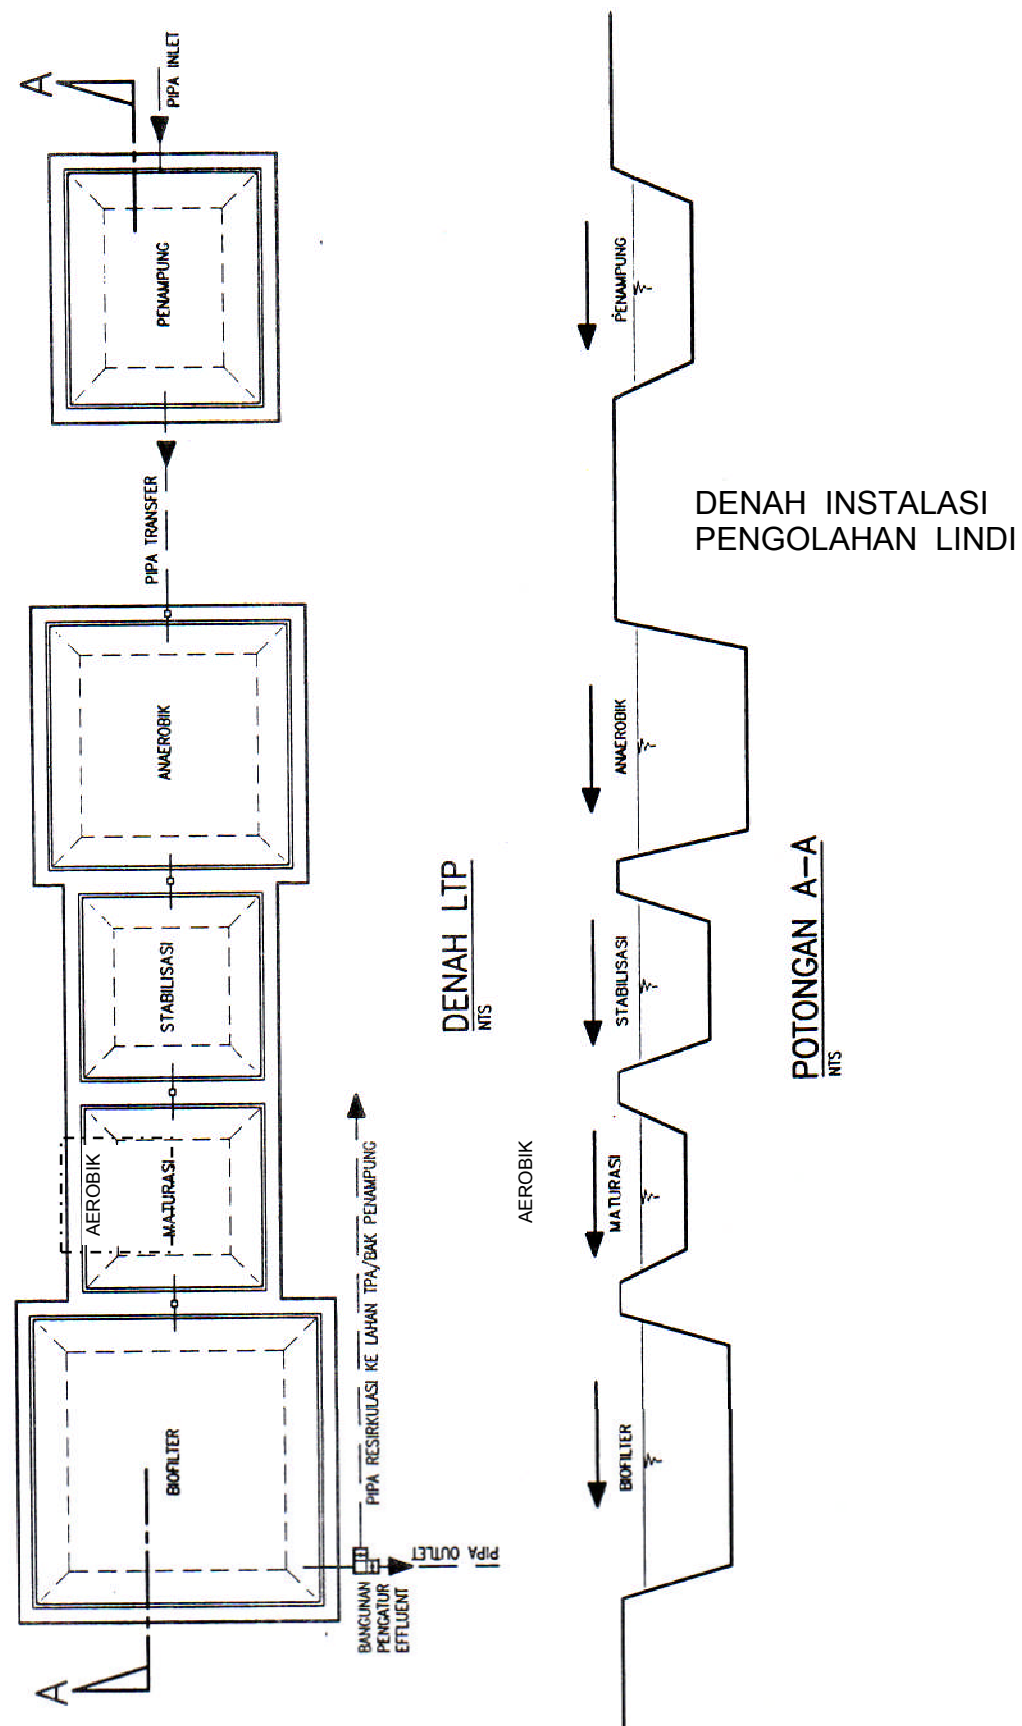 A
PIPA INLET
PENAMPUNG
PIPA TRANSFER
ANAEROBIK
STABILISASI
MATURASI
AEROBIK
BIOFILTER
PIPA RESIRKULASI KE LAHAN TPA/BAK PENAMPUNG
PIPA OUTLET
BANGUNAN
PENGATUR
EFFLUENT
A
DENAH LTP
NTS
PENAMPUNG
ANAEROBIK
STABILISASI
AEROBIK
MATURASI
BIOFILTER
DENAH INSTALASI
PENGOLAHAN LINDI
POTONGAN A-A
NTS